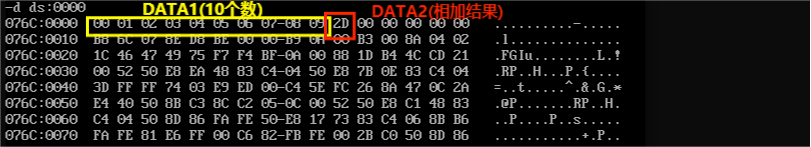 -d ds:0000 DATA1(10个数) DATA2(相加结果)
076C:0000 00 01 02 03 04 05 06 07-08 09 2D 00 00 00 00 00 ..........-.....
076C:0010 B8 6C 07 8E D8 BE 00 00-B9 0A 00 B3 00 8A 04 02 .l..............
076C:0020 1C 46 47 49 75 F7 F4 BF-0A 00 88 1D B4 4C CD 21 .FGIu........L.!
076C:0030 00 52 50 E8 EA 48 83 C4-04 50 E8 7B 0E 83 C4 04 .RP..H...P.{....
076C:0040 3D FF FF 74 03 E9 ED 00-C4 5E FC 26 8A 47 0C 2A =..t.....^.&.G.*
076C:0050 E4 40 50 8B C3 8C C2 05-0C 00 52 50 E8 C1 48 83 .@P.......RP..H.
076C:0060 C4 04 50 8D 86 FA FE 50-E8 17 73 83 C4 06 8B B6 ..P....P..s.....
076C:0070 FA FE 81 E6 FF 00 C6 82-FB FE 00 2B C0 50 8D 86 ...........+.P..